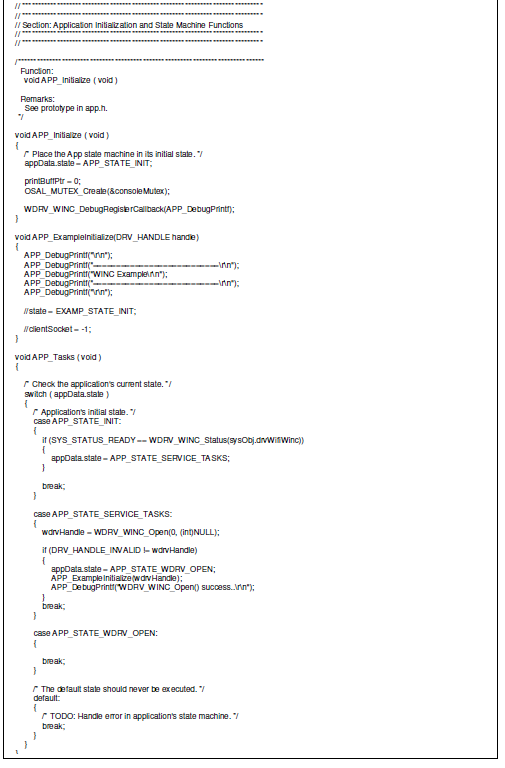 // *****************************************************************************
// *****************************************************************************
// Section: Application Initialization and State Machine Functions
// *****************************************************************************
// *****************************************************************************
/*******************************************************************************
Function:
void APP_Initialize ( void )
Remarks:
See prototype in app.h.
*/
void APP_Initialize ( void )
{
/* Place the App state machine in its initial state. */
appData.state = APP_STATE_INIT;
printBuffPtr = 0;
OSAL_MUTEX_Create(&consoleMutex);
WDRV_WINC_DebugRegisterCallback(APP_DebugPrintf);
}
void APP_ExampleInitialize(DRV_HANDLE handle)
{
APP_DebugPrintf("\r\n");
APP_DebugPrintf("==============================\r\n");
APP_DebugPrintf("WINC Example\r\n");
APP_DebugPrintf("==============================\r\n");
APP_DebugPrintf("\r\n");
//state = EXAMP_STATE_INIT;
//clientSocket = -1;
}
void APP_Tasks ( void )
{
/* Check the application's current state. */
switch ( appData.state )
{
/* Application's initial state. */
case APP_STATE_INIT:
{
if (SYS_STATUS_READY == WDRV_WINC_Status(sysObj.drvWifiWinc))
{
appData.state = APP_STATE_SERVICE_TASKS;
}
break;
}
case APP_STATE_SERVICE_TASKS:
{
wdrvHandle = WDRV_WINC_Open(0, (int)NULL);
if (DRV_HANDLE_INVALID != wdrvHandle)
{
appData.state = APP_STATE_WDRV_OPEN;
APP_ExampleInitialize(wdrvHandle);
APP_DebugPrintf("WDRV_WINC_Open() success..\r\n");
}
break;
}
case APP_STATE_WDRV_OPEN:
{
break;
}
/* The default state should never be executed. */
default:
{
/* TODO: Handle error in application's state machine. */
break;
}
}
}